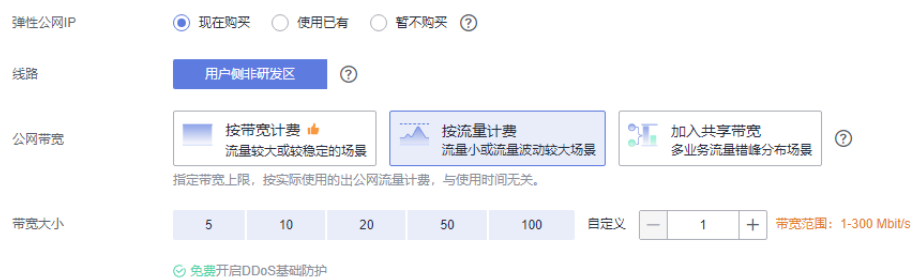 弹性公网IP 现在购买 使用已有 暂不购买 ?
线路 用户侧非研发区 ?
公网带宽 按带宽计费 流量较大或较稳定的场景 按流量计费 流量小或流量波动较大场景 加入共享带宽 多业务流量错峰分布场景 ?
指定带宽上限，按实际使用的出公网流量计费，与使用时间无关。
带宽大小 5 10 20 50 100 自定义 — 1 + 带宽范围：1-300 Mbit/s
免费开启DDoS基础防护